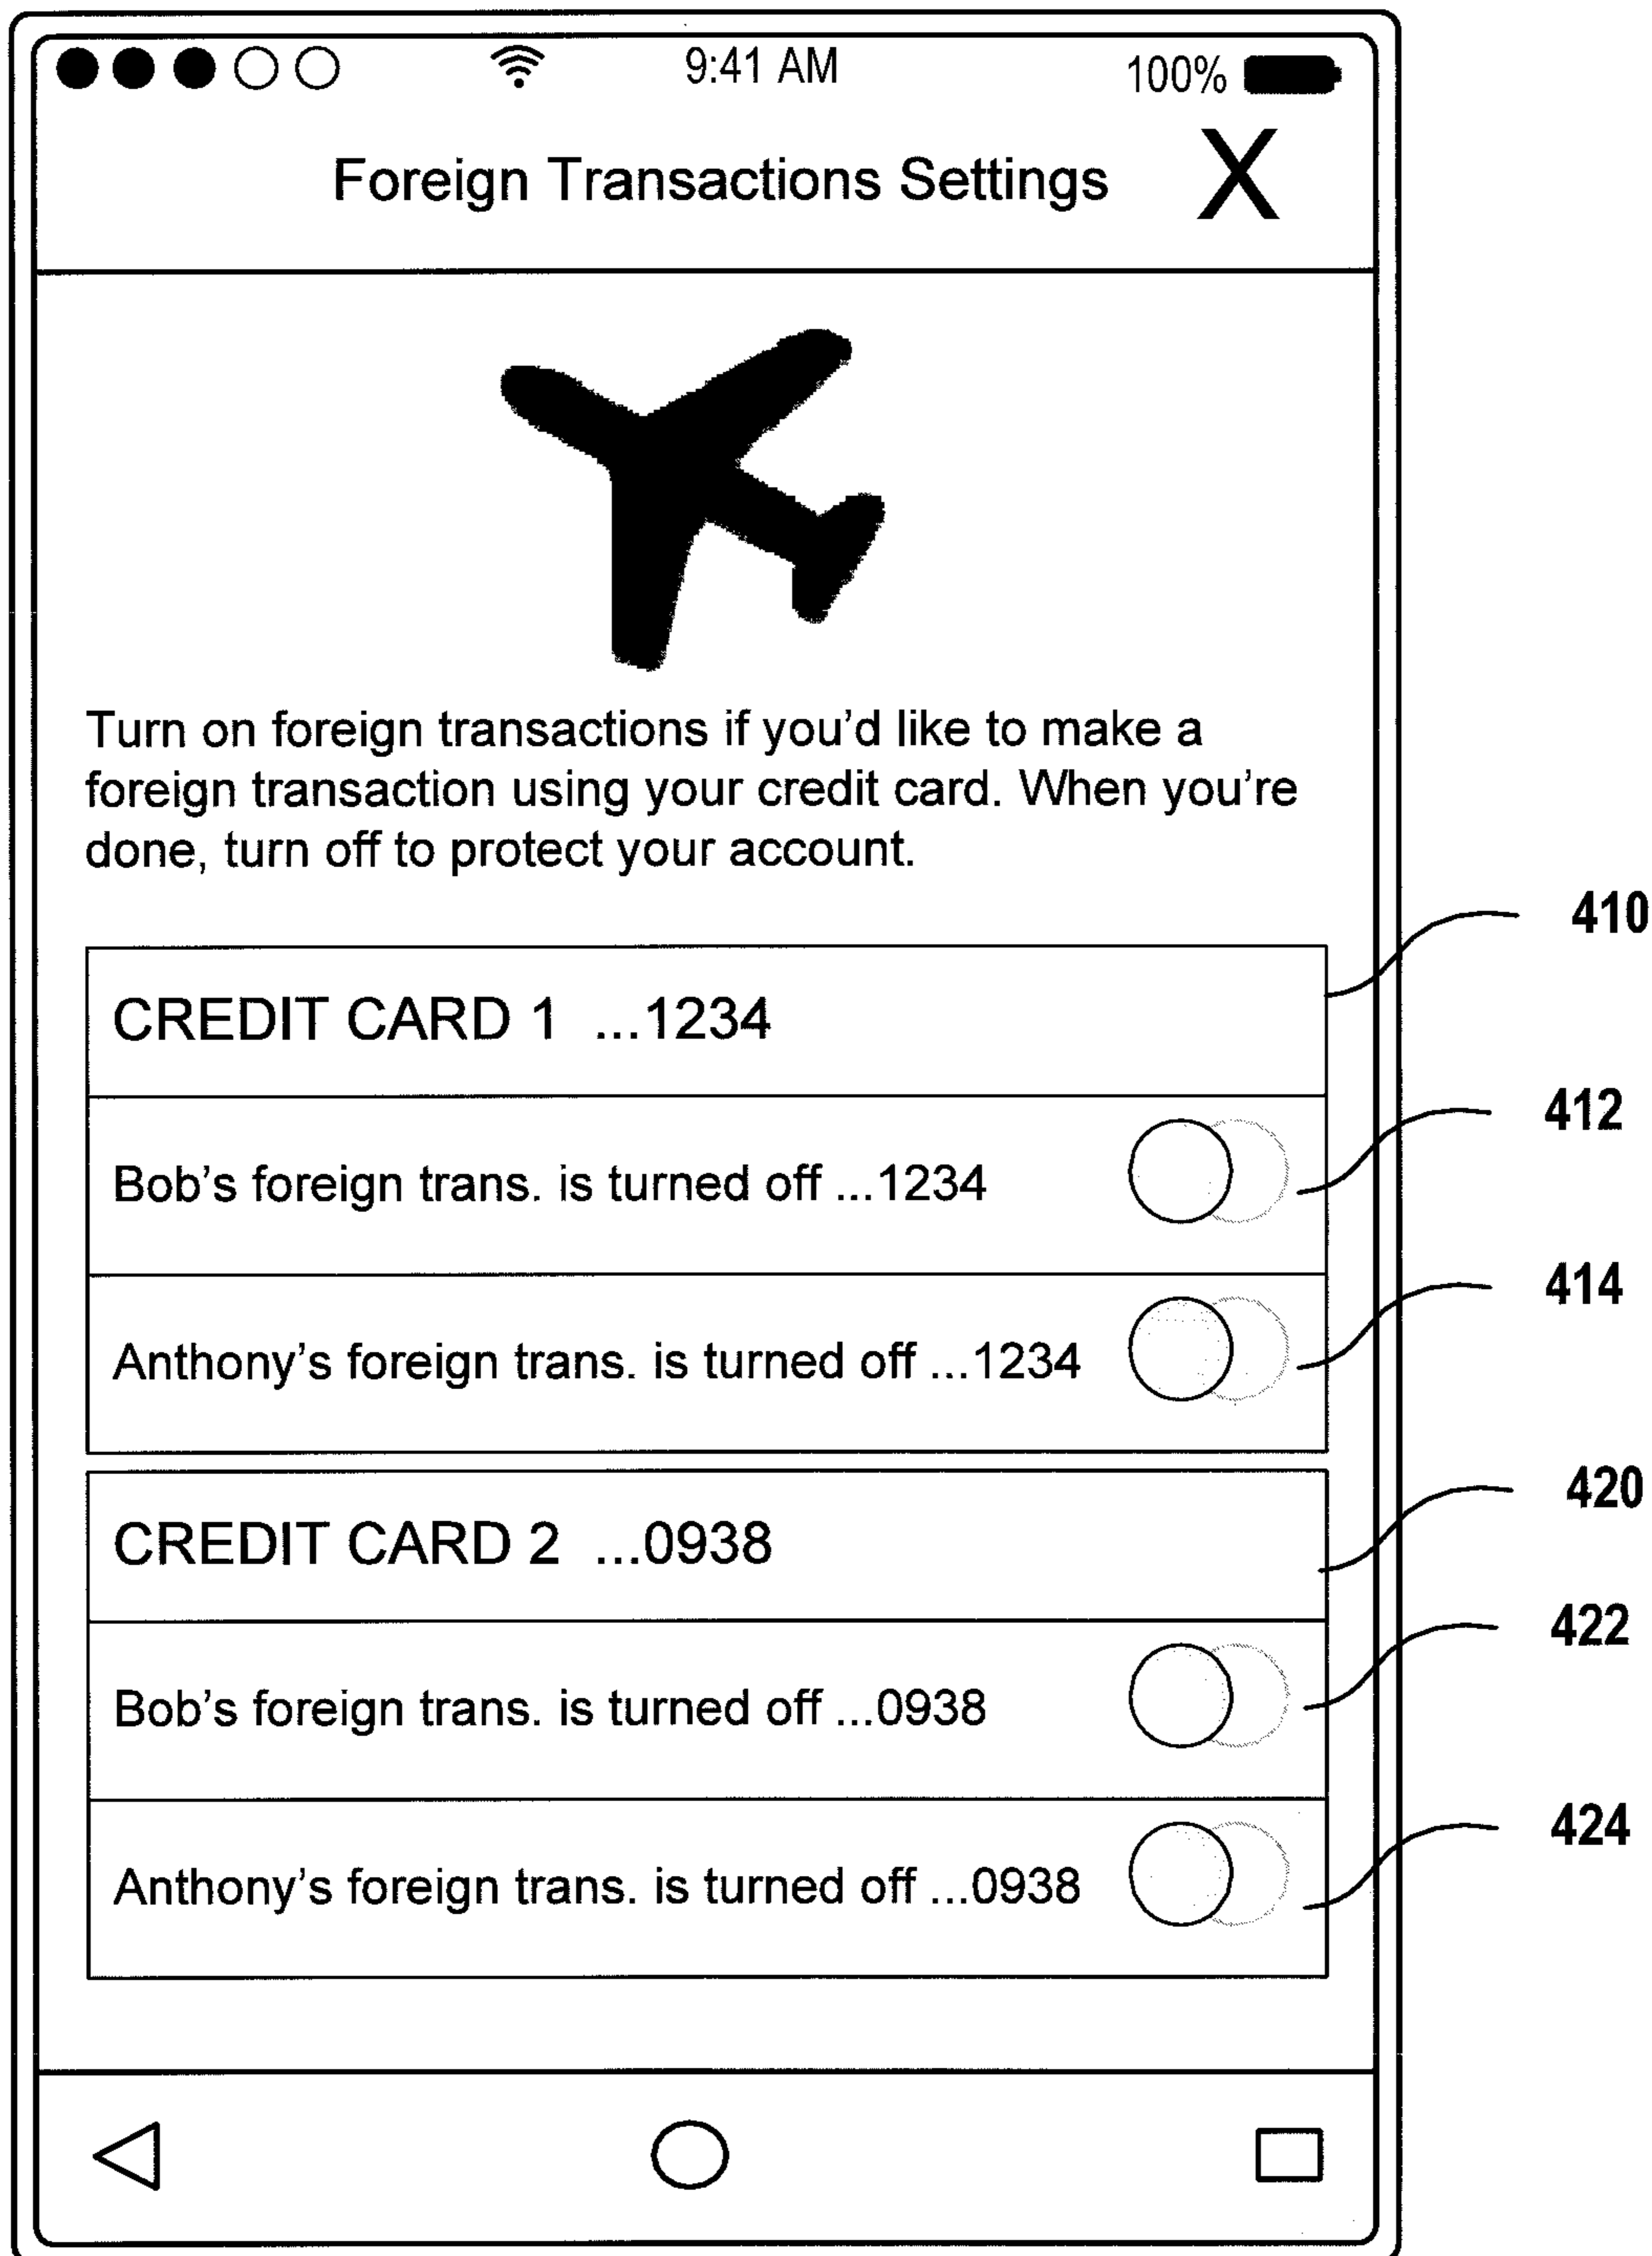 9:41 AM
100%
Foreign Transactions Settings X
Turn on foreign transactions if you'd like to make a
foreign transaction using your credit card. When you're
done, turn off to protect your account.
410
CREDIT CARD 1 ...1234
412
Bob's foreign trans. is turned off ...1234
414
Anthony's foreign trans. is turned off ...1234
420
CREDIT CARD 2 ...0938
422
Bob's foreign trans. is turned off ...0938
424
Anthony's foreign trans. is turned off ...0938